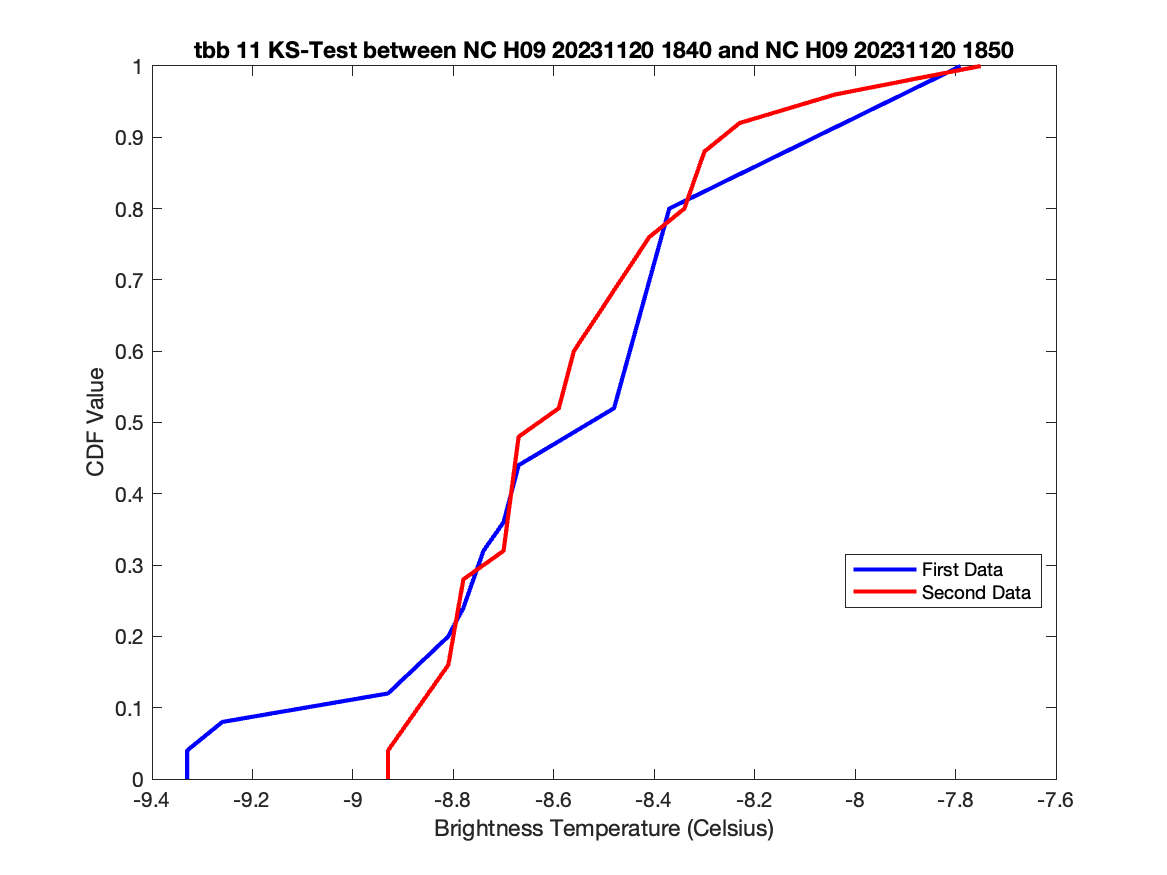 tbb 11 KS-Test between NC H09 20231120 1840 and NC H09 20231120 1850
1
0.9
0.8
0.7
0.6
0.5
0.4
0.3
0.2
0.1
0
CDF Value
First Data
Second Data
-9.4 -9.2 -9 -8.8 -8.6 -8.4 -8.2 -8 -7.8 -7.6
Brightness Temperature (Celsius)